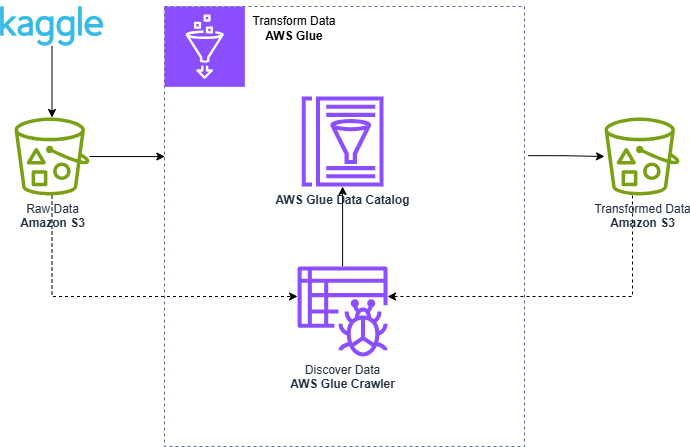 kaggle
Transform Data
AWS Glue
AWS Glue Data Catalog
Raw Data
Amazon S3
Transformed Data
Amazon S3
Discover Data
AWS Glue Crawler